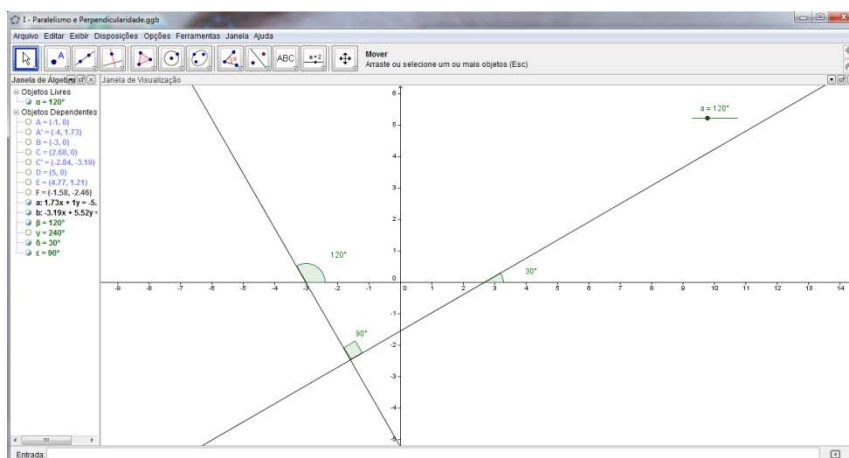 I - Paralelismo e Perpendicularidade.ggb
Arquivo Editar Exibir Disposições Opções Ferramentas Janela Ajuda
ABC
a=2
Mover
Arraste ou selecione um ou mais objetos (Esc)
Janela de Álgebra
Janela de Visualização
Objetos Livres
α = 120°
Objetos Dependentes
A = (-1, 0)
A' = (-4, 1.73)
B = (-3, 0)
C = (2.68, 0)
C' = (-2.84, -3.19)
D = (5, 0)
E = (4.77, 1.21)
F = (-1.58, -2.46)
a: 1.73x + 1y = -5.
b: -3.19x + 5.52y =
β = 120°
γ = 240°
δ = 30°
ε = 90°
α = 120°
120°
30°
90°
6
5
4
3
2
1
0
-9 -8 -7 -6 -5 -4 -3 -2 -1 0 1 2 3 4 5 6 7 8 9 10 11 12 13 14
-1
-2
-3
-4
-5
Entrada: